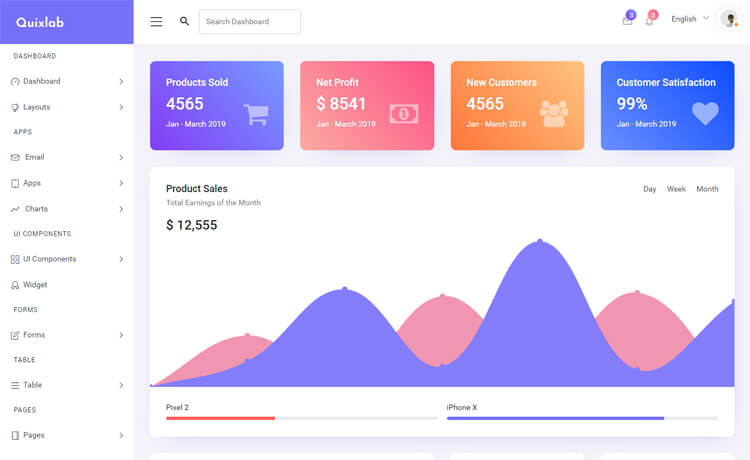 Quixlab
Search Dashboard
3
3
English
DASHBOARD
Dashboard
Layouts
APPS
Email
Apps
Charts
UI COMPONENTS
UI Components
Widget
FORMS
Forms
TABLE
Table
PAGES
Pages
Products Sold
4565
Jan - March 2019
Net Profit
$ 8541
Jan - March 2019
1
New Customers
4565
Jan - March 2019
Customer Satisfaction
99%
Jan - March 2019
Product Sales
Day Week Month
Total Earnings of the Month
$ 12,555
Pixel 2
iPhone X